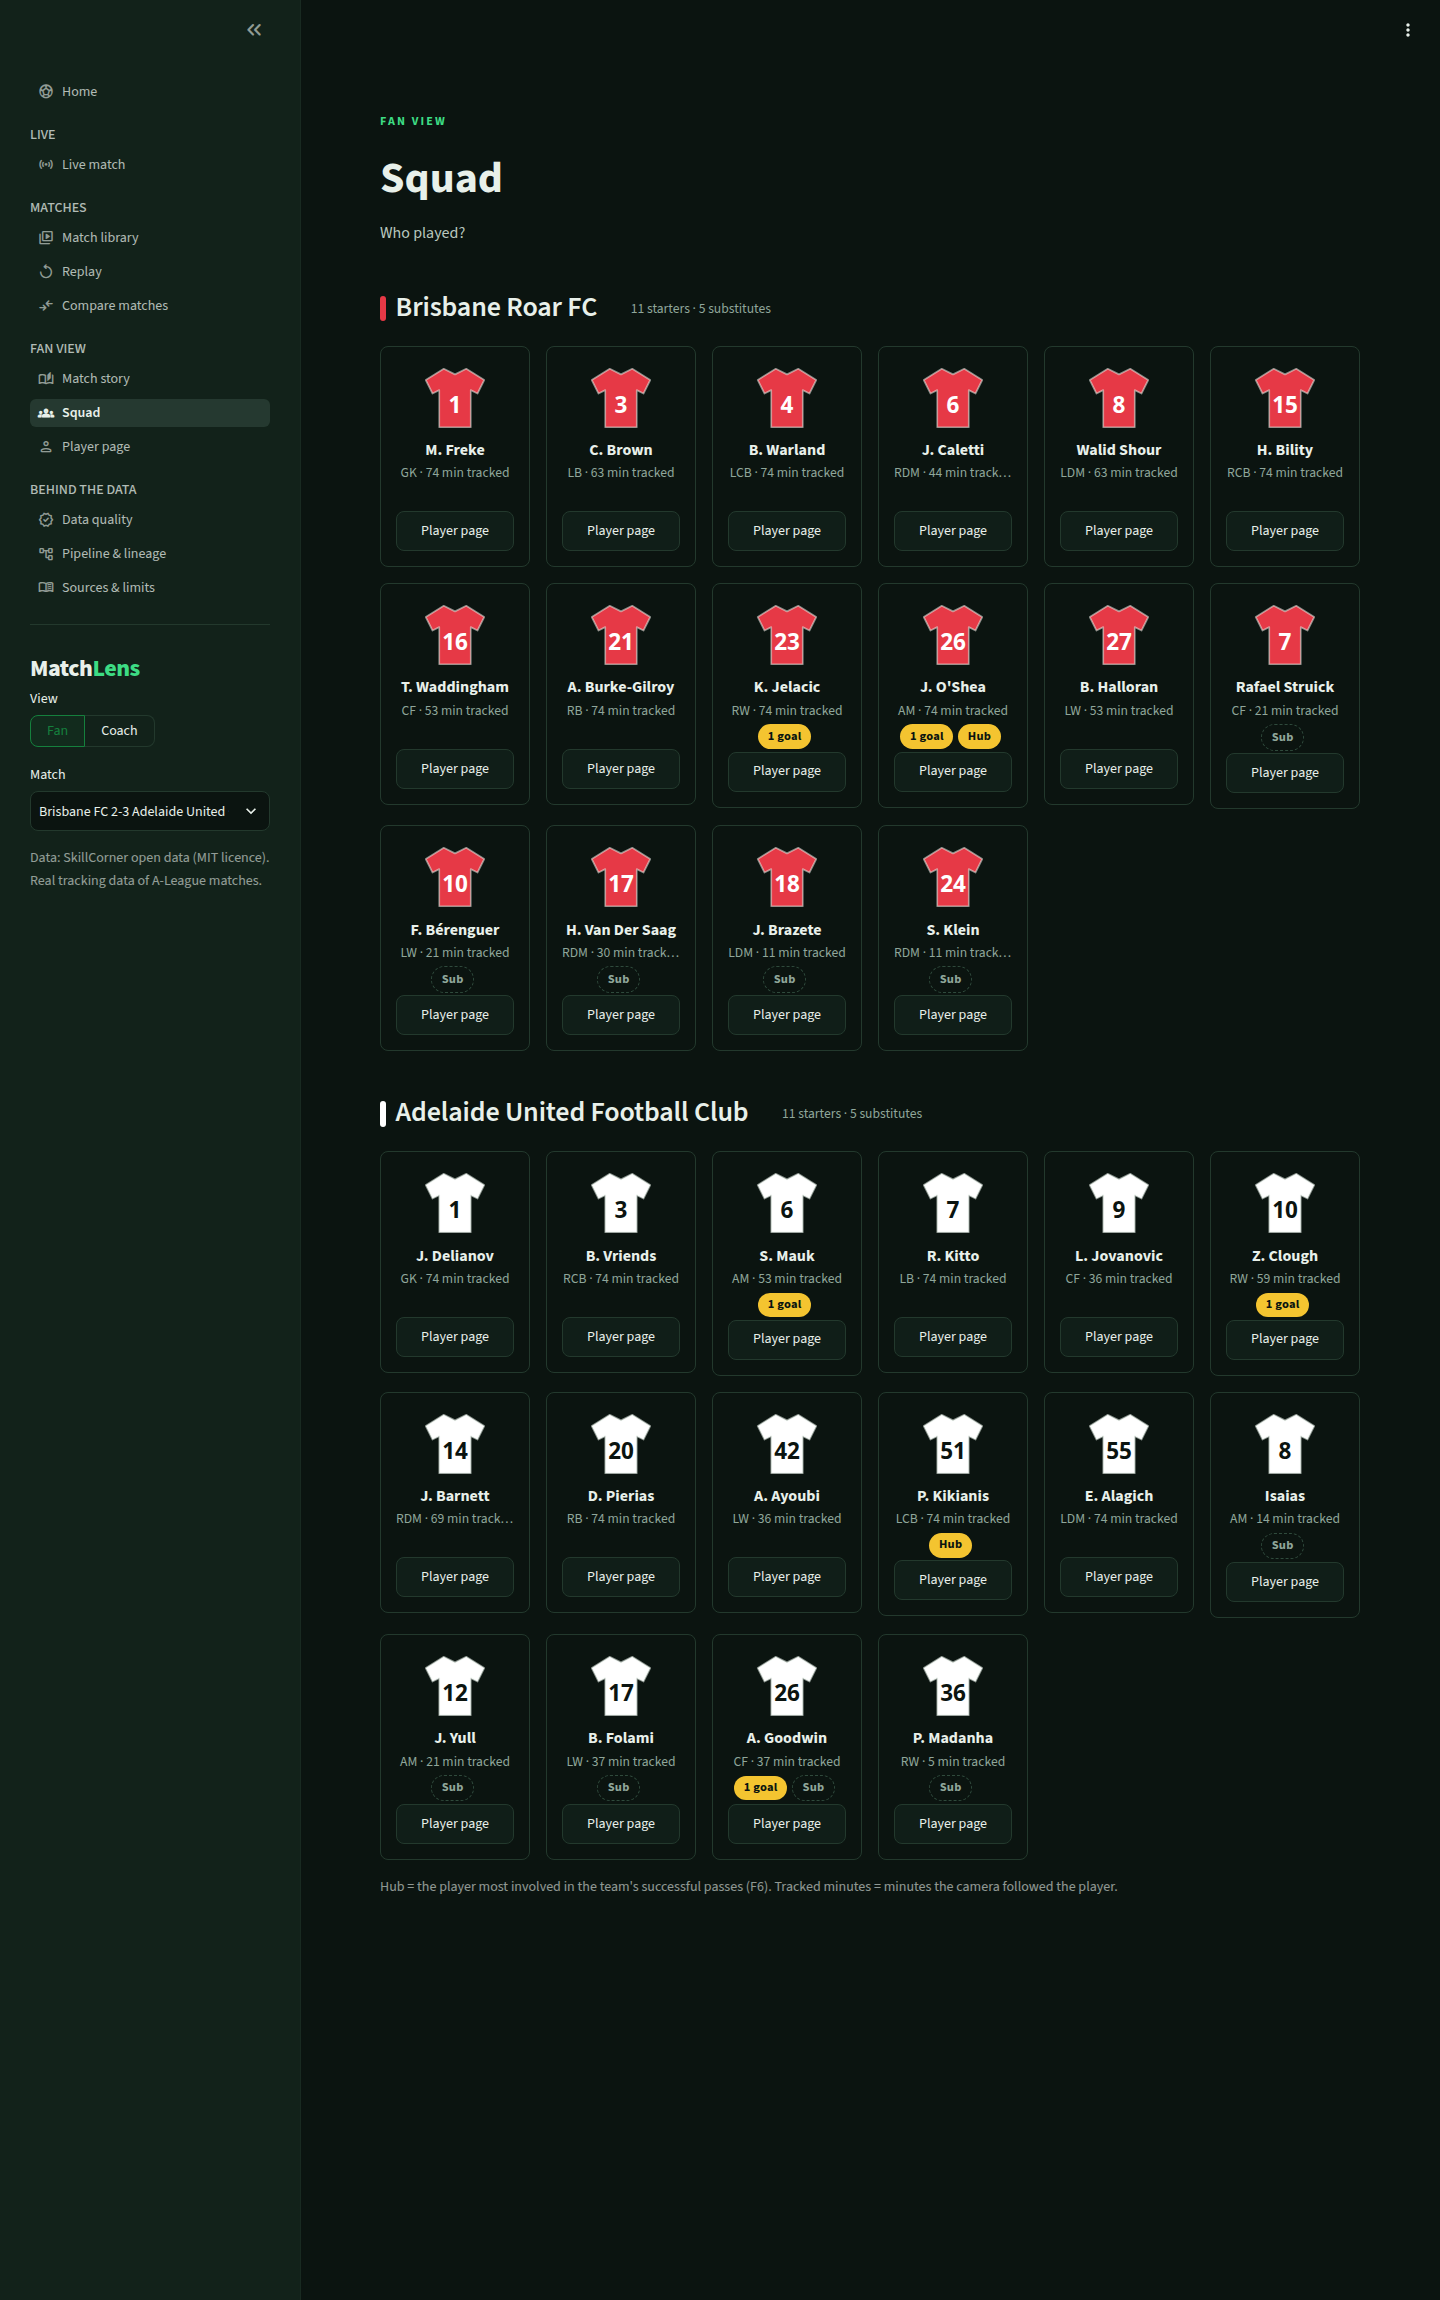 Home
LIVE
Live match
MATCHES
Match library
Replay
Compare matches
FAN VIEW
Match story
Squad
Player page
BEHIND THE DATA
Data quality
Pipeline & lineage
Sources & limits
MatchLens
View
Fan Coach
Match
Brisbane FC 2-3 Adelaide United
Data: SkillCorner open data (MIT licence).
Real tracking data of A-League matches.
FAN VIEW
Squad
Who played?
Brisbane Roar FC 11 starters · 5 substitutes
1 3 4 6 8 15
M. Freke C. Brown B. Warland J. Caletti Walid Shour H. Bility
GK · 74 min tracked LB · 63 min tracked LCB · 74 min tracked RDM · 44 min track... LDM · 63 min tracked RCB · 74 min tracked
Player page Player page Player page Player page Player page Player page
16 21 23 26 27 7
T. Waddingham A. Burke-Gilroy K. Jelacic J. O'Shea B. Halloran Rafael Struick
CF · 53 min tracked RB · 74 min tracked RW · 74 min tracked AM · 74 min tracked LW · 53 min tracked CF · 21 min tracked
1 goal 1 goal Hub Sub
Player page Player page Player page Player page Player page Player page
10 17 18 24
F. Bérenguer H. Van Der Saag J. Brazete S. Klein
LW · 21 min tracked RDM · 30 min track... LDM · 11 min tracked RDM · 11 min track...
Sub Sub Sub Sub
Player page Player page Player page Player page
Adelaide United Football Club 11 starters · 5 substitutes
1 3 6 7 9 10
J. Delianov B. Vriends S. Mauk R. Kitto L. Jovanovic Z. Clough
GK · 74 min tracked RCB · 74 min tracked AM · 53 min tracked LB · 74 min tracked CF · 36 min tracked RW · 59 min tracked
1 goal 1 goal
Player page Player page Player page Player page Player page Player page
14 20 42 51 55 8
J. Barnett D. Pierias A. Ayoubi P. Kikianis E. Alagich Isaias
RDM · 69 min track... RB · 74 min tracked LW · 36 min tracked LCB · 74 min tracked LDM · 74 min tracked AM · 14 min tracked
Hub Sub
Player page Player page Player page Player page Player page Player page
12 17 26 36
J. Yull B. Folami A. Goodwin P. Madanha
AM · 21 min tracked LW · 37 min tracked CF · 37 min tracked RW · 5 min tracked
Sub Sub 1 goal Sub Sub
Player page Player page Player page Player page
Hub = the player most involved in the team's successful passes (F6). Tracked minutes = minutes the camera followed the player.